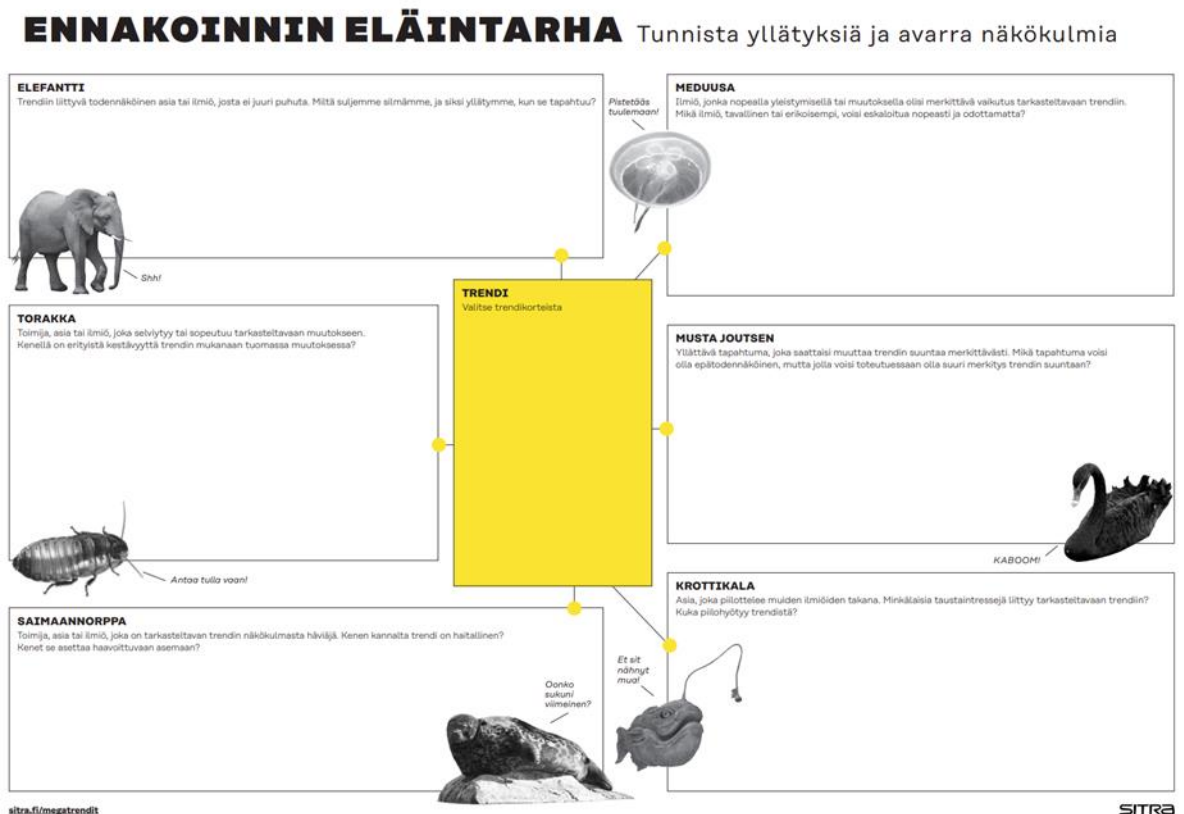 ENNAKOINNIN ELÄINTARHA Tunnista yllätyksiä ja avarra näkökulmia
ELEFANTTI
Trendiin liittyvä todennäköinen asia tai ilmiö, josta ei juuri puhuta. Miltä suljemme silmämme, ja siksi yllätymme, kun se tapahtuu?
Shh!
Pistetääs
tuulemaan!
MEDUUSA
Ilmiö, jonka nopealla yleistymisellä tai muutoksella olisi merkittävä vaikutus tarkasteltavaan trendiin.
Mikä ilmiö, tavallinen tai erikoisempi, voisi eskaloitua nopeasti ja odottamatta?
TORAKKA
Toimija, asia tai ilmiö, joka selviytyy tai sopeutuu tarkasteltavaan muutokseen.
Kenellä on erityistä kestävyyttä trendin mukanaan tuomassa muutoksessa?
Antaa tulla vaan!
TRENDI
Valitse trendikorteista
MUSTA JOUTSEN
Yllättävä tapahtuma, joka saattaisi muuttaa trendin suuntaa merkittävästi. Mikä tapahtuma voisi
olla epätodennäköinen, mutta jolla voisi toteutuessaan olla suuri merkitys trendin suuntaan?
KABOOM!
SAIMAANNORPPA
Toimija, asia tai ilmiö, joka on tarkasteltavan trendin näkökulmasta häviäjä. Kenen kannalta trendi on haitallinen?
Kenet se asettaa haavoittuvaan asemaan?
Oonko
sukuni
viimeinen?
KROTTIKALA
Asia, joka piilottelee muiden ilmiöiden takana. Minkälaisia taustaintressejä liittyy tarkasteltavaan trendiin?
Kuka piilohyötyy trendistä?
Et sit
nähnyt
mua!
sitra.fi/megatrendit
SITRA